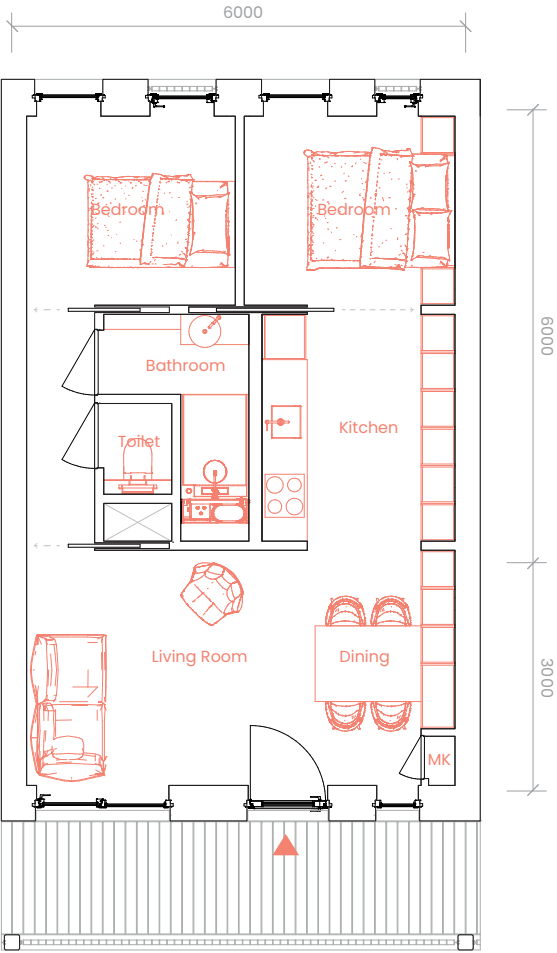 6000
Bedroom
Bedroom
6000
Bathroom
Toilet
Kitchen
Living Room
Dining
3000
MK